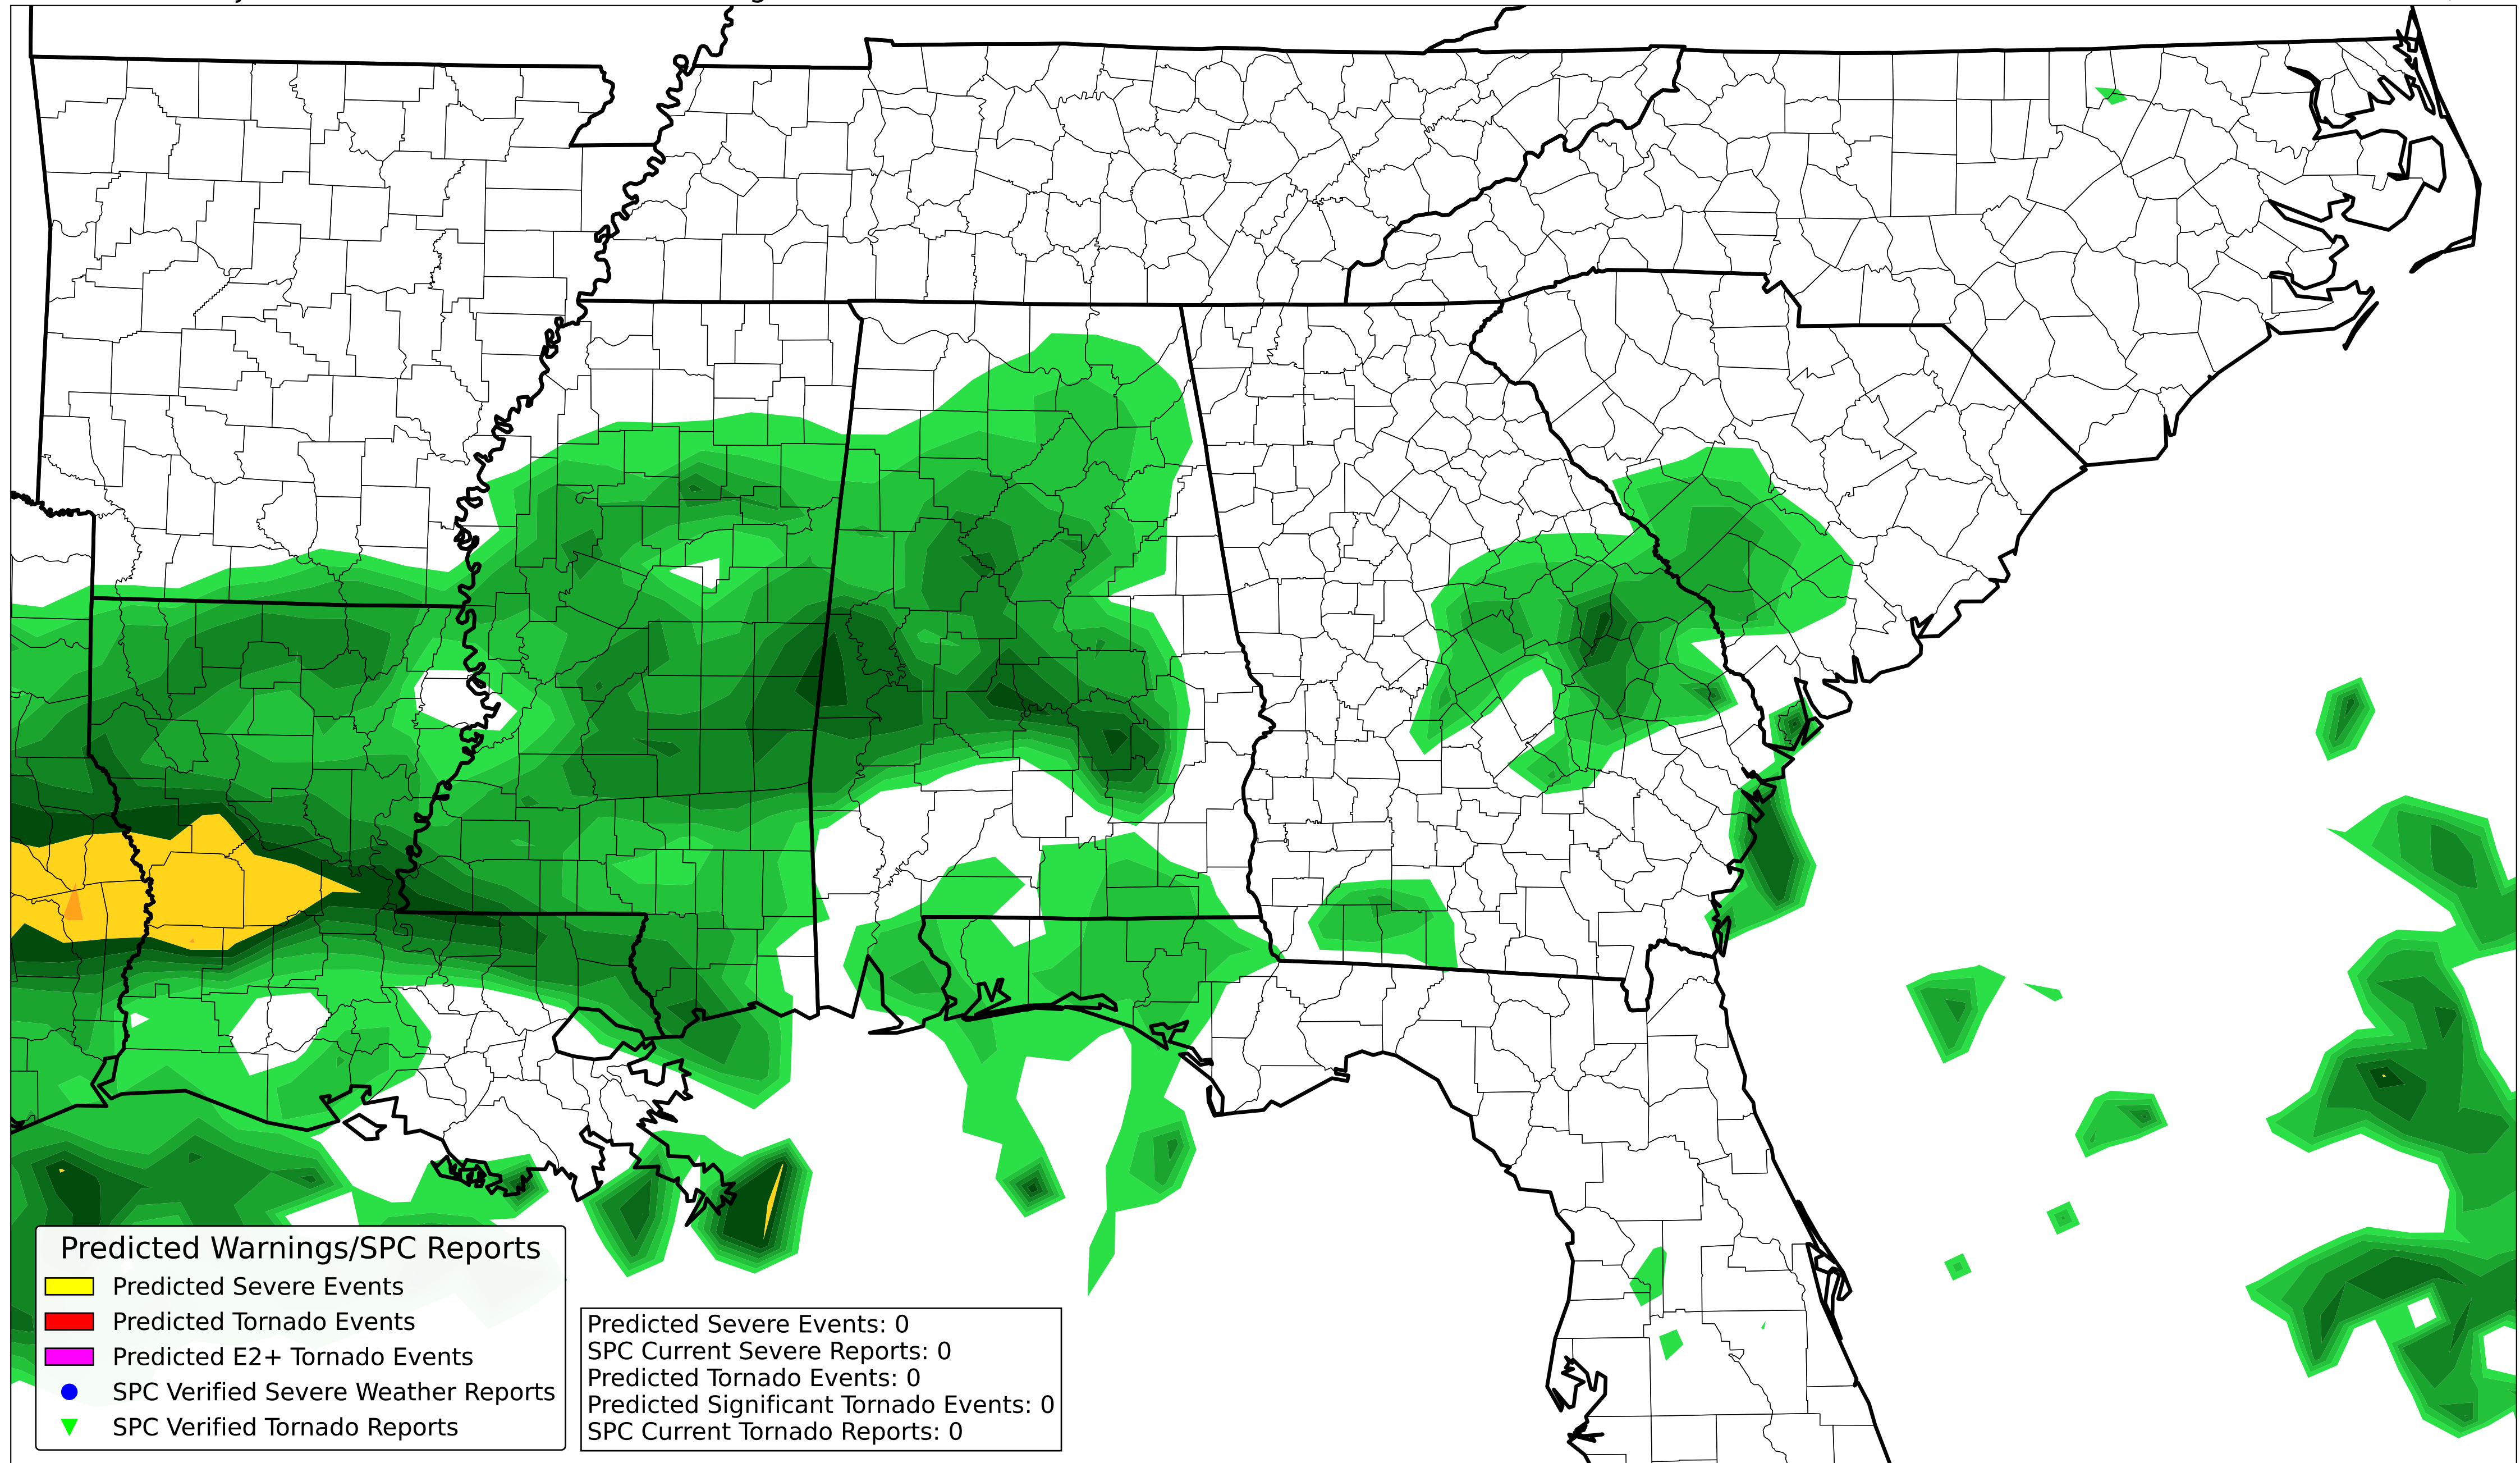 Predicted Warnings/SPC Reports
Predicted Severe Events
Predicted Tornado Events
Predicted E2+ Tornado Events
SPC Verified Severe Weather Reports
SPC Verified Tornado Reports
Predicted Severe Events: 0
SPC Current Severe Reports: 0
Predicted Tornado Events: 0
Predicted Significant Tornado Events: 0
SPC Current Tornado Reports: 0